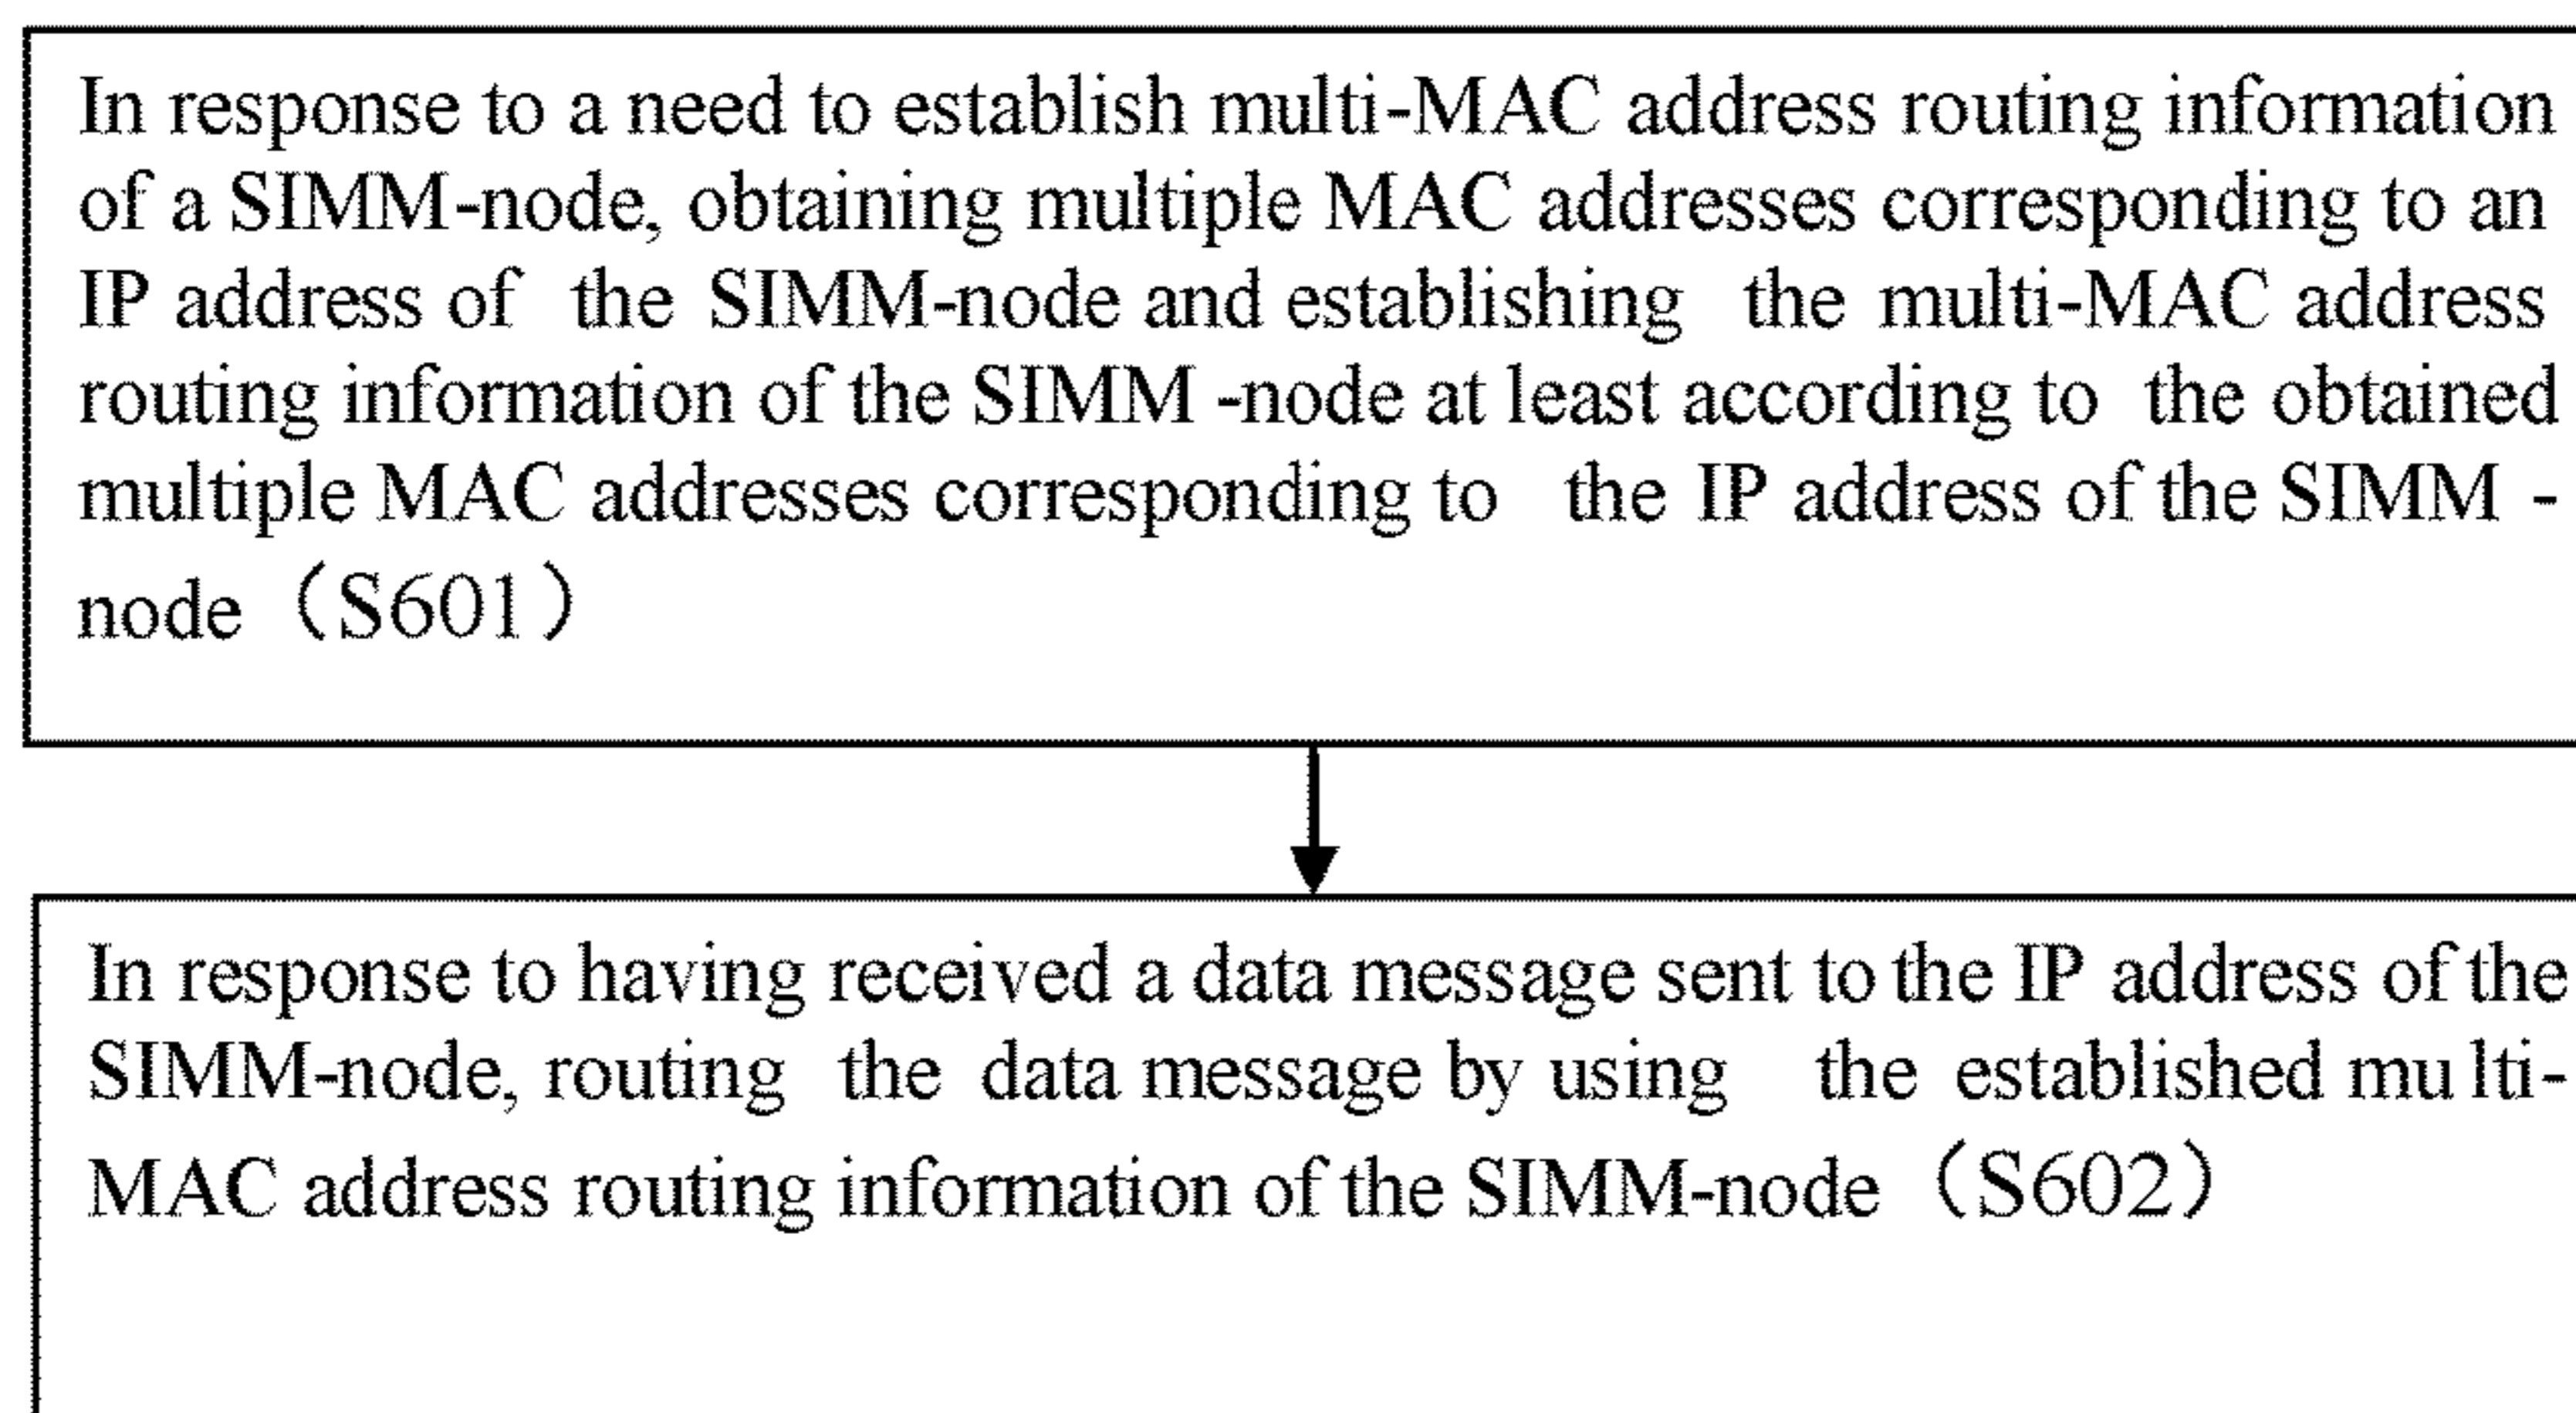 In response to a need to establish multi-MAC address routing information
of a SIMM-node, obtaining multiple MAC addresses corresponding to an
IP address of the SIMM-node and establishing the multi-MAC address
routing information of the SIMM -node at least according to the obtained
multiple MAC addresses corresponding to the IP address of the SIMM -
node（S601）
In response to having received a data message sent to the IP address of the
SIMM-node, routing the data message by using the established mu lti-
MAC address routing information of the SIMM-node（S602）